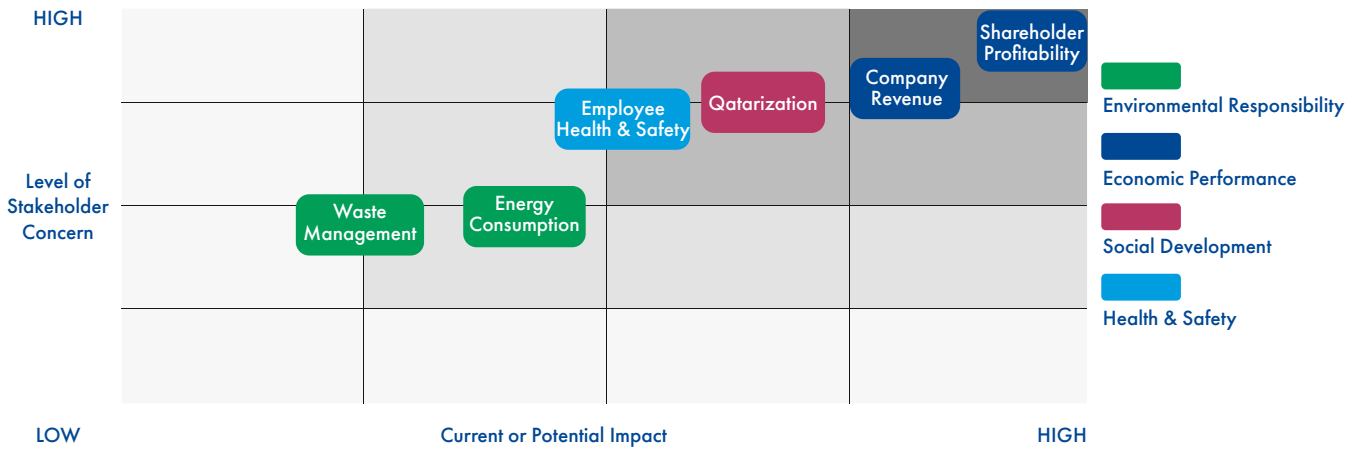 HIGH
Shareholder
Profitability
Company
Revenue
Qatarization
Employee
Health & Safety
Energy
Consumption
Waste
Management
Level of
Stakeholder
Concern
Environmental Responsibility
Economic Performance
Social Development
Health & Safety
LOW
Current or Potential Impact
HIGH